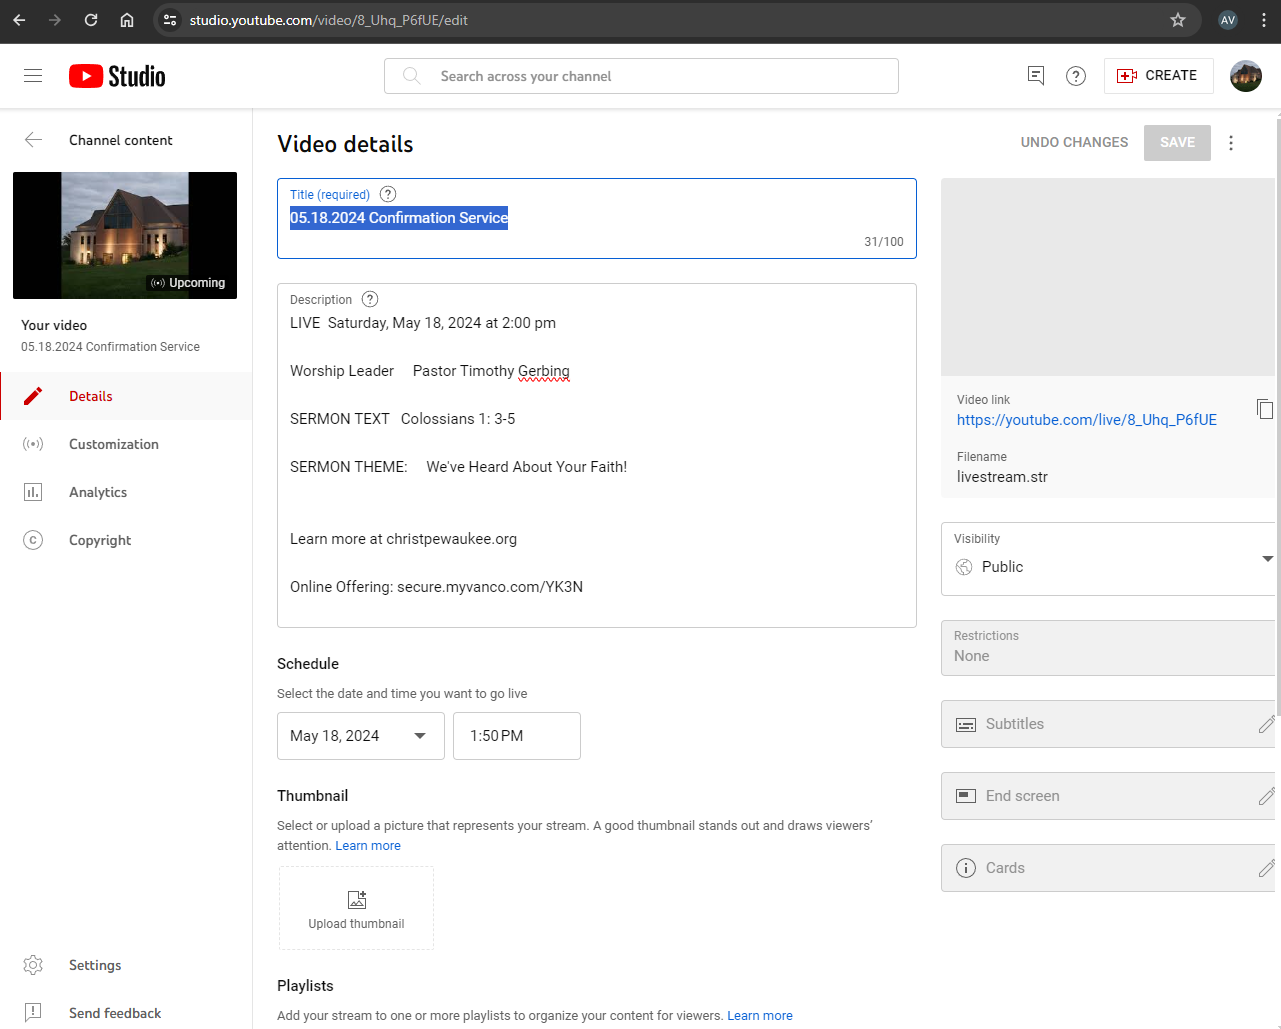 studio.youtube.com/video/8_Uhq_P6fUE/edit
AV
Studio
Search across your channel
CREATE
Channel content
Upcoming
Your video
05.18.2024 Confirmation Service
Details
Customization
Analytics
Copyright
Settings
Send feedback
Video details
UNDO CHANGES
SAVE
Title (required)
05.18.2024 Confirmation Service
31/100
Description
LIVE  Saturday, May 18, 2024 at 2:00 pm
Worship Leader     Pastor Timothy Gerbing
SERMON TEXT   Colossians 1: 3-5
SERMON THEME:     We've Heard About Your Faith!
Learn more at christpewaukee.org
Online Offering: secure.myvanco.com/YK3N
Schedule
Select the date and time you want to go live
May 18, 2024
1:50 PM
Thumbnail
Select or upload a picture that represents your stream. A good thumbnail stands out and draws viewers'
attention. Learn more
Upload thumbnail
Playlists
Add your stream to one or more playlists to organize your content for viewers. Learn more
Video link
https://youtube.com/live/8_Uhq_P6fUE
Filename
livestream.str
Visibility
Public
Restrictions
None
Subtitles
End screen
Cards